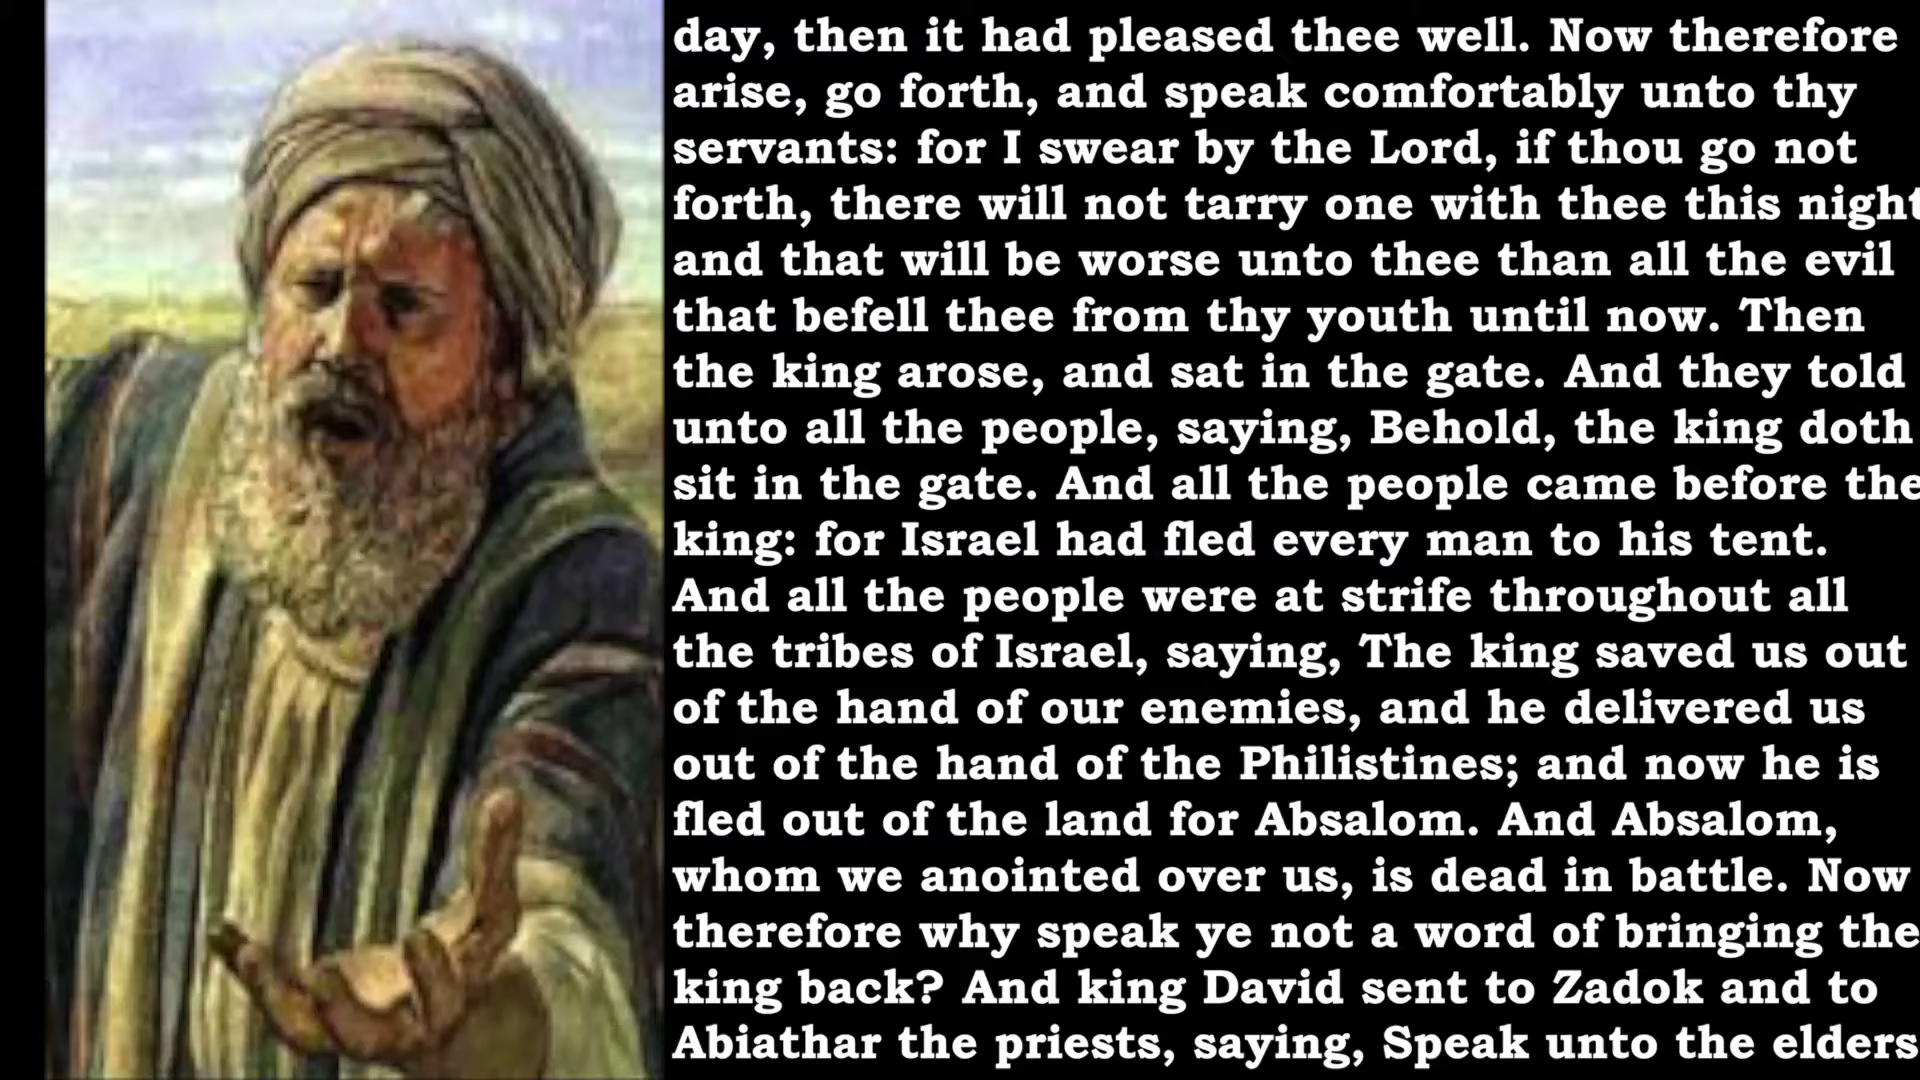 day, then it had pleased thee well. Now therefore
arise, go forth, and speak comfortably unto thy
servants: for I swear by the Lord, if thou go not
forth, there will not tarry one with thee this night
and that will be worse unto thee than all the evil
that befell thee from thy youth until now. Then
the king arose, and sat in the gate. And they told
unto all the people, saying, Behold, the king doth
sit in the gate. And all the people came before the
king: for Israel had fled every man to his tent.
And all the people were at strife throughout all
the tribes of Israel, saying, The king saved us out
of the hand of our enemies, and he delivered us
out of the hand of the Philistines; and now he is
fled out of the land for Absalom. And Absalom,
whom we anointed over us, is dead in battle. Now
therefore why speak ye not a word of bringing the
king back? And king David sent to Zadok and to
Abiathar the priests, saying, Speak unto the elders